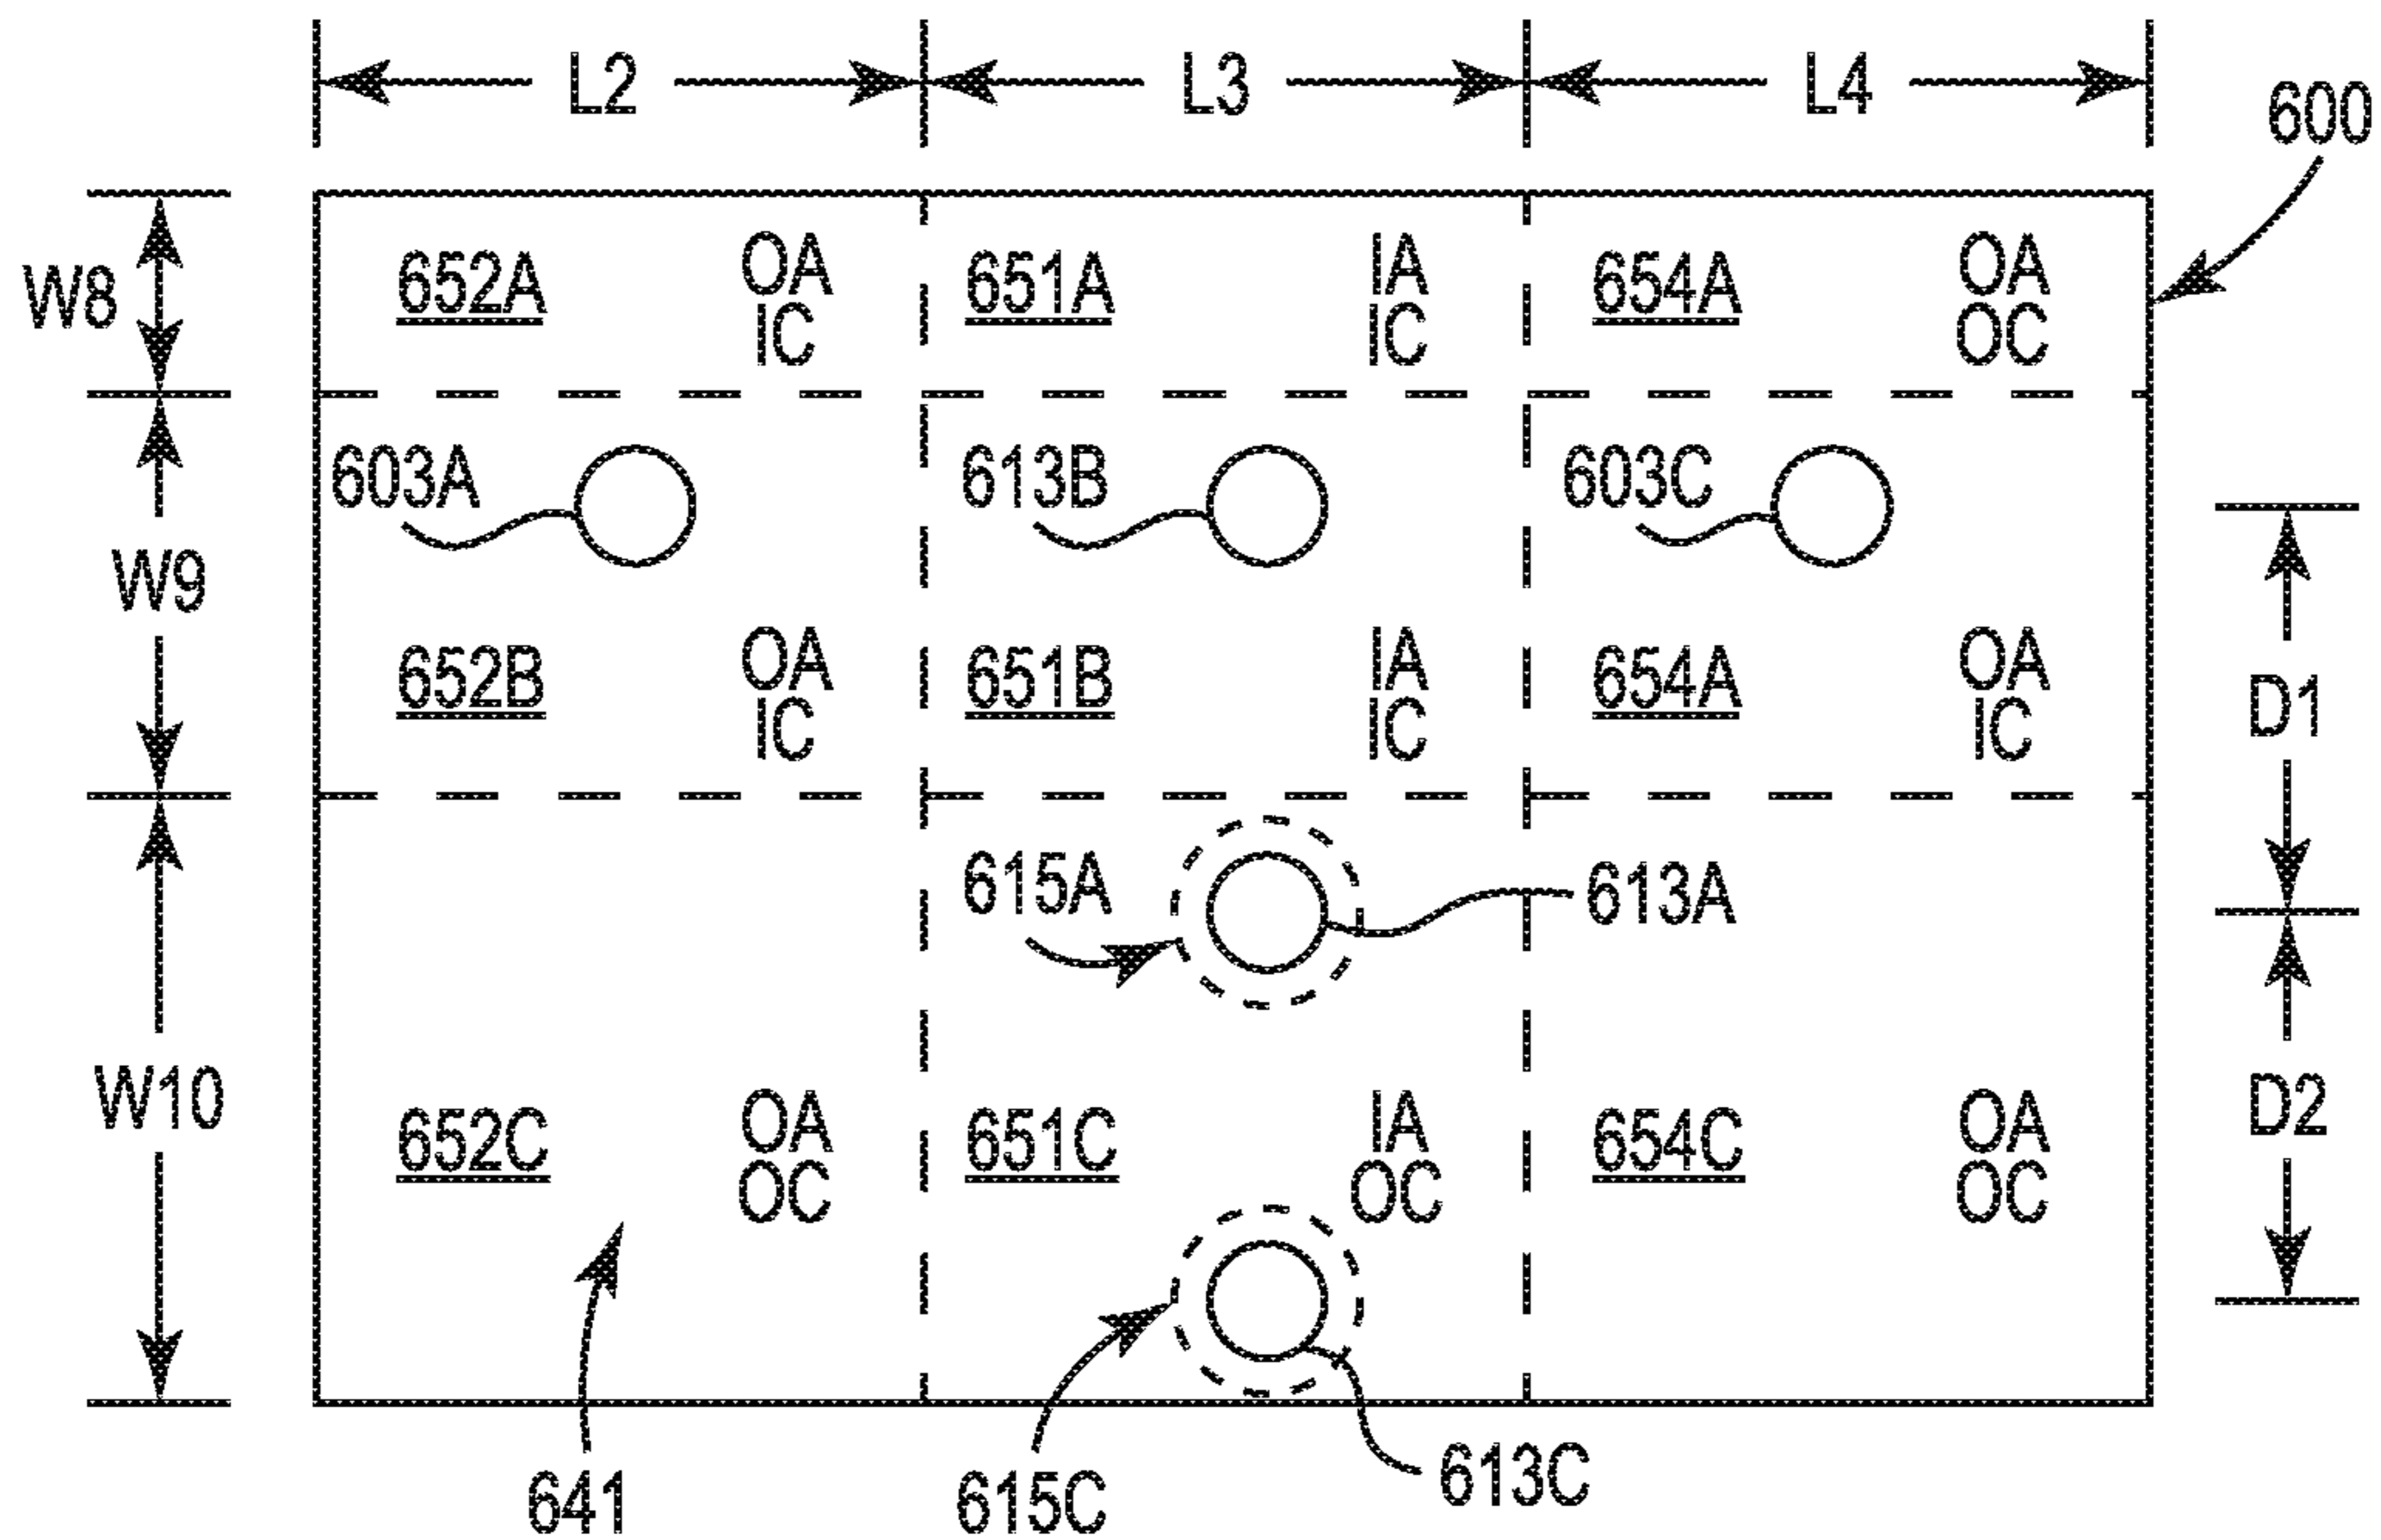 L2 L3 L4
600
W8 652A OA IC 651A IA IC 654A OA OC
603A 613B 603C
W9
652B OA IC 651B IA IC 654A OA IC
D1
615A 613A
W10 652C OA OC 651C IA OC 654C OA OC D2
641 615C 613C